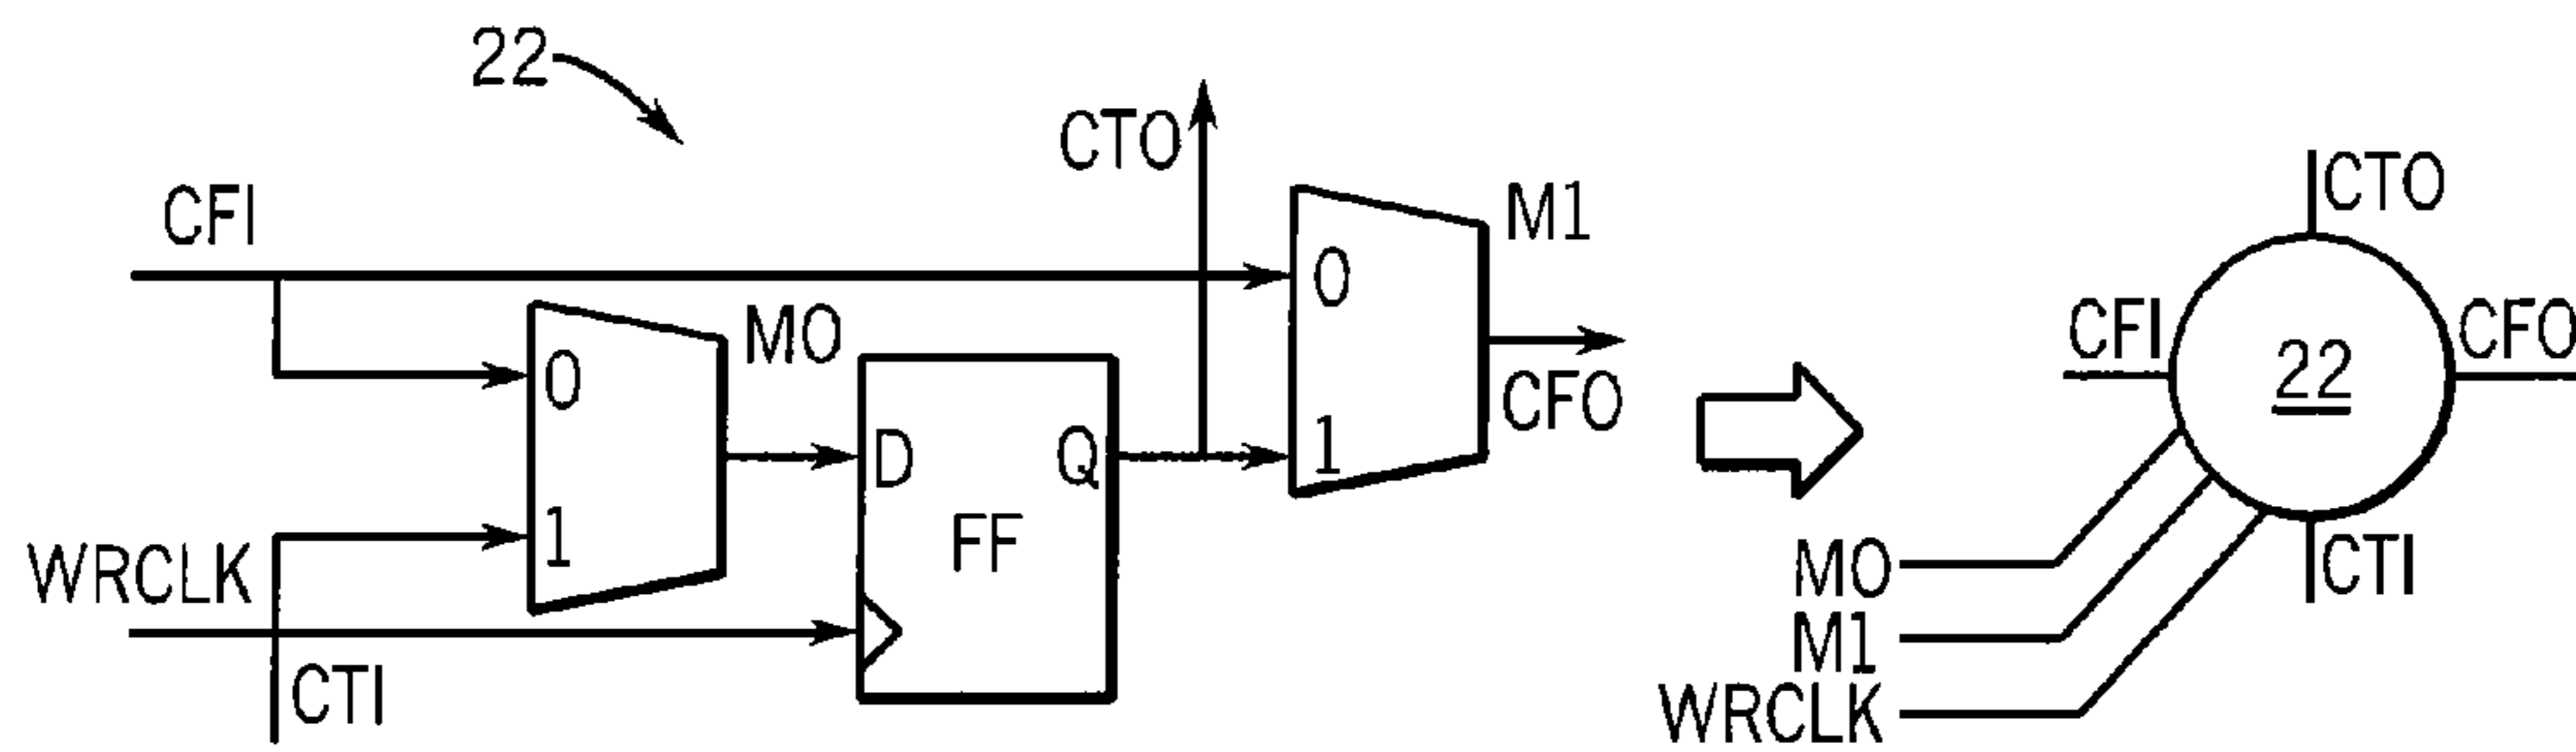 22
CTO
CFI
M1
0
MO
0
CFO
D
Q
1
1
FF
WRCLK
CTI
CTO
CFI
CFO
22
MO
CTI
M1
WRCLK